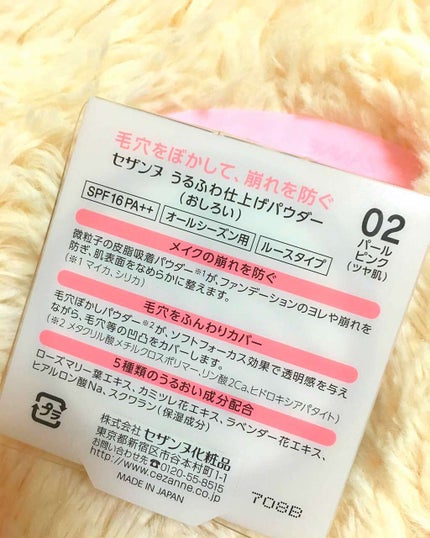 毛穴をぼかして、崩れを防ぐ
セザンヌ うるふわ仕上げパウダー
(おしろい)
SPF16 PA++ オールシーズン用 ルースタイプ
02
パール
ピンク
(ツヤ肌)
メイクの崩れを防ぐ
微粒子の皮脂吸着パウダー※1が、ファンデーションのヨレや崩れを
防ぎ、肌表面をなめらかに整えます。
(※1 マイカ、シリカ)
毛穴をふんわりカバー
毛穴ぼかしパウダー※2が、ソフトフォーカス効果で透明感を与え
ながら、毛穴等の凹凸をカバーします。
(※2 メタクリル酸メチルクロスポリマー、リン酸2Ca、ヒドロキシアパタイト)
5種類のうるおい成分配合
ローズマリー葉エキス、カミツレ花エキス、ラベンダー花エキス、
ヒアルロン酸Na、スクワラン(保湿成分)
プラ
株式会社 セザンヌ化粧品
東京都新宿区市谷本村町1-1
お問い合わせ先☎0120-55-8515
http://www.cezanne.co.jp
MADE IN JAPAN
708B